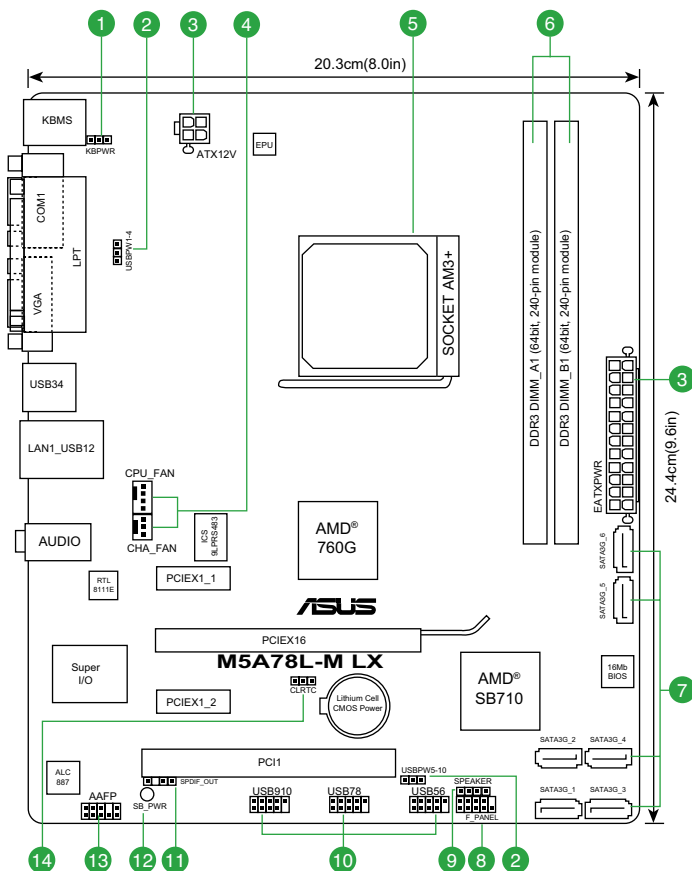 1
2
3
4
5
6
20.3cm(8.0in)
KBMS
KBPWR
ATX12V
EPU
COM1
LPT
VGA
USBPW1-4
SOCKET AM3+
DDR3 DIMM_A1 (64bit, 240-pin module)
DDR3 DIMM_B1 (64bit, 240-pin module)
USB34
3
24.4cm(9.6in)
EATXPWR
LAN1_USB12
CPU_FAN
CHA_FAN
ICS
9LPRS483
AMD®
760G
AUDIO
SATA3G_6
RTL
8111E
PCIEX1_1
SATA3G_5
ASUS
PCIEX16
M5A78L-M LX
Super
I/O
CLRTC
Lithium Cell
CMOS Power
AMD®
SB710
16Mb
BIOS
7
PCIEX1_2
SATA3G_2
SATA3G_4
PCI1
ALC
887
SPDIF_OUT
USBPW5-10
SB_PWR
AAFP
USB910
USB78
USB56
SPEAKER
F_PANEL
SATA3G_1
SATA3G_3
14
13
12
11
10
9
8
2